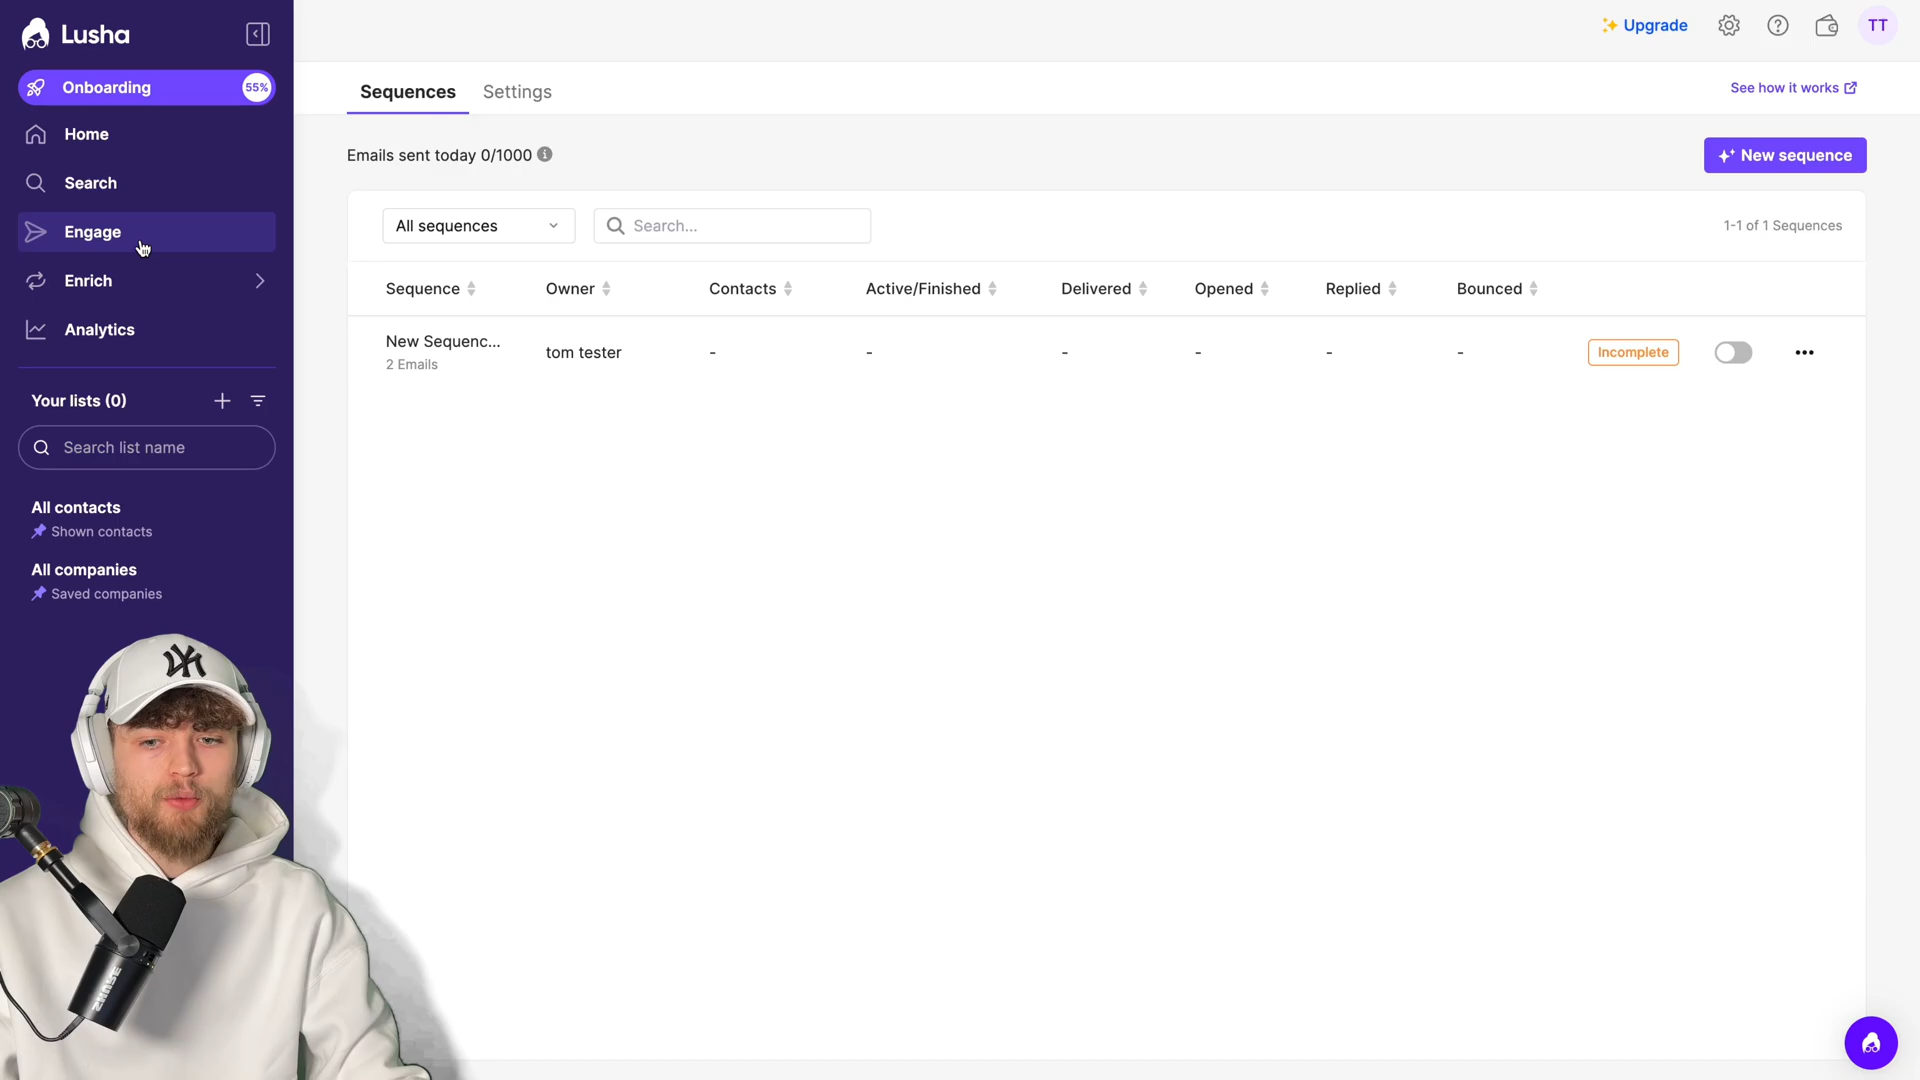 Lusha
Onboarding
55%
Home
Search
Engage
Enrich
Analytics
Your lists (0)
Search list name
All contacts
Shown contacts
All companies
Saved companies
Upgrade
TT
Sequences
Settings
See how it works
Emails sent today 0/1000
New sequence
All sequences
Search...
1-1 of 1 Sequences
Sequence Owner Contacts Active/Finished Delivered Opened Replied Bounced
New Sequenc...
2 Emails
tom tester - - - - - -
Incomplete
SHURE